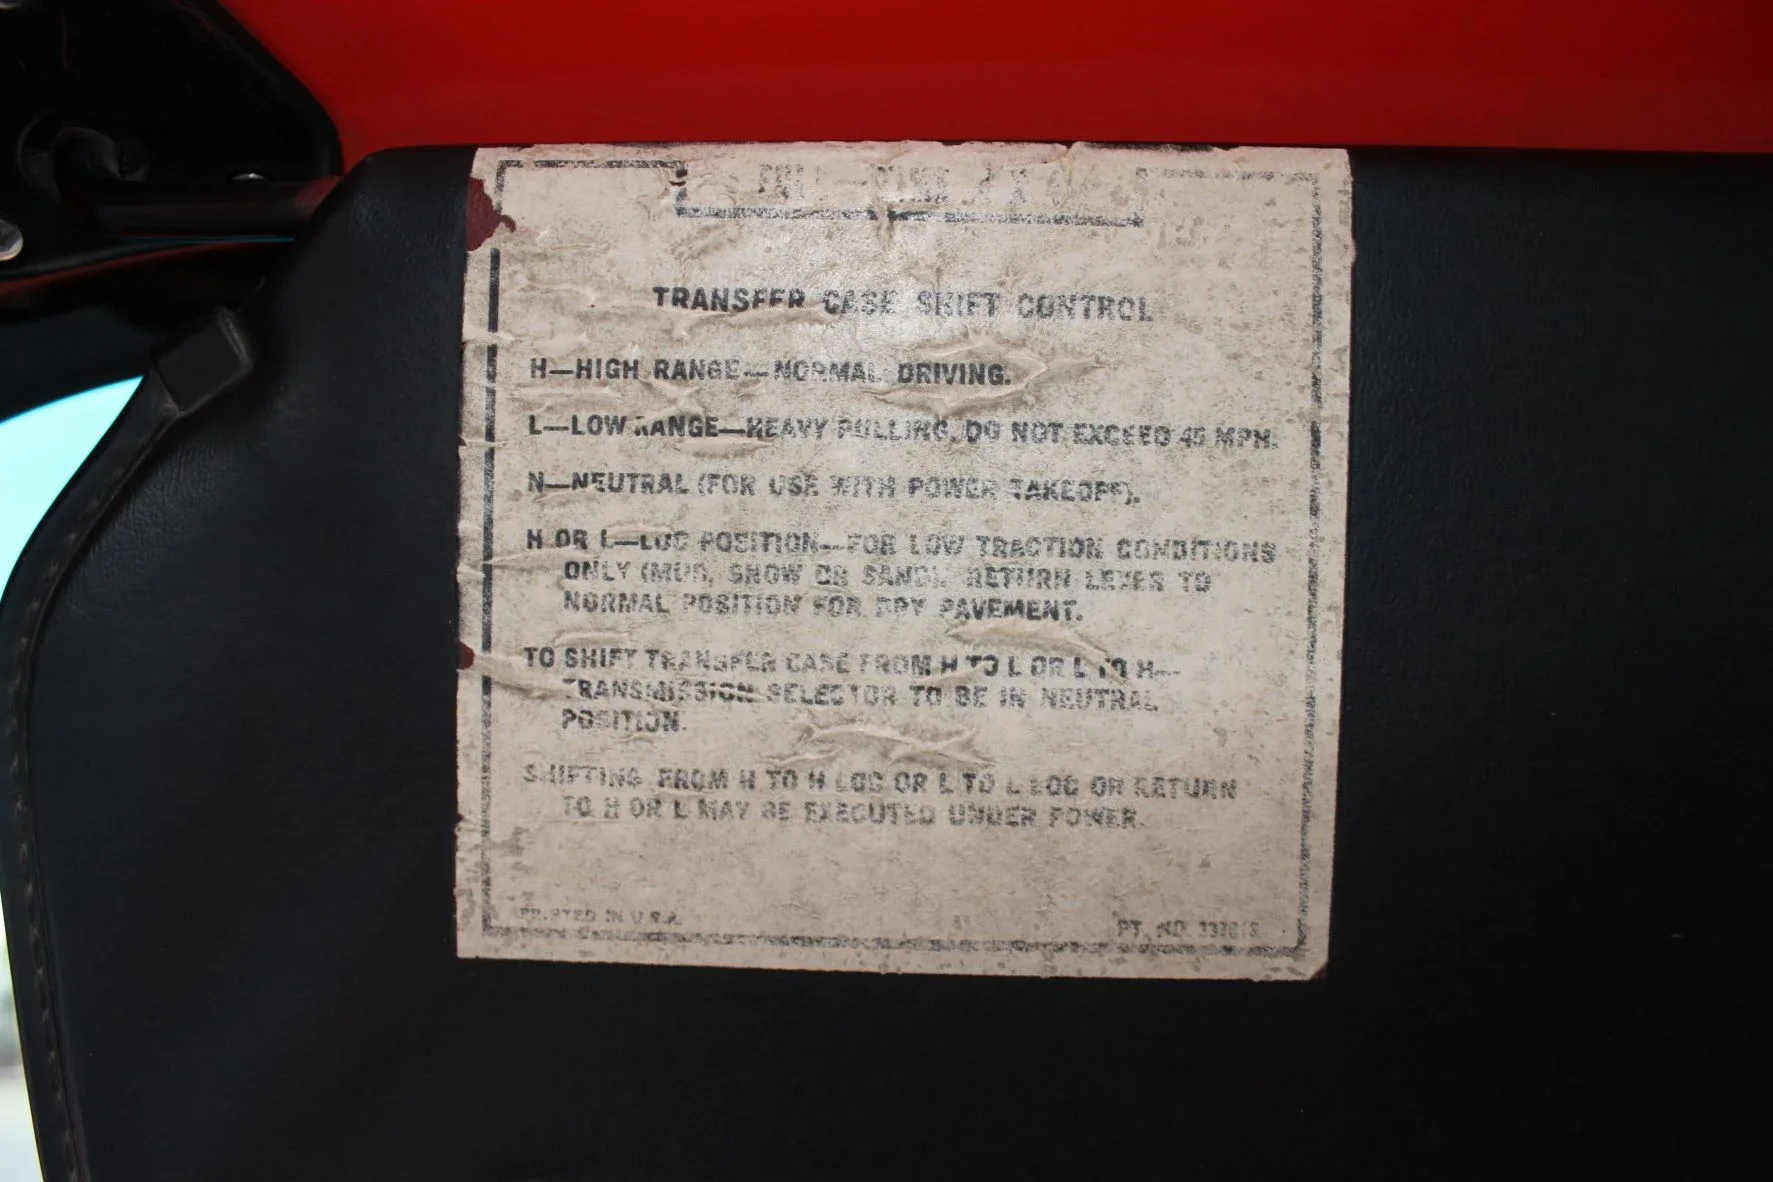 FULL-TIME 4 X 4
TRANSFER CASE SHIFT CONTROL
H—HIGH RANGE—NORMAL DRIVING.
L—LOW RANGE—HEAVY PULLING, DO NOT EXCEED 45 MPH.
N—NEUTRAL (FOR USE WITH POWER TAKEOFF).
H OR L—LOC POSITION—FOR LOW TRACTION CONDITIONS
ONLY (MUD, SNOW OR SAND). RETURN LEVER TO
NORMAL POSITION FOR DRY PAVEMENT.
TO SHIFT TRANSFER CASE FROM H TO L OR L TO H—
TRANSMISSION SELECTOR TO BE IN NEUTRAL
POSITION.
SHIFTING FROM H TO H LOC OR L TO L LOC OR RETURN
TO H OR L MAY BE EXECUTED UNDER POWER.
PRINTED IN U.S.A.
PT. NO.